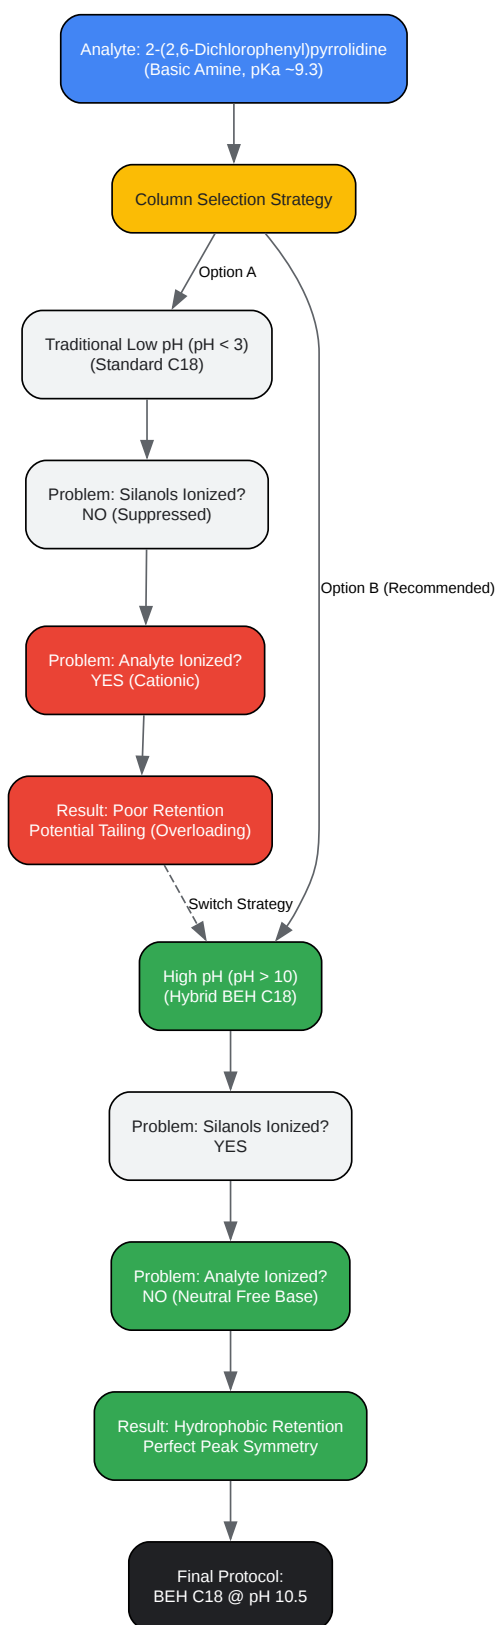 Analyte: 2-(2,6-Dichlorophenyl)pyrrolidine
(Basic Amine, pKa ~9.3)
Column Selection Strategy
Option A
Traditional Low pH (pH < 3)
(Standard C18)
Problem: Silanols Ionized?
NO (Suppressed)
Option B (Recommended)
Problem: Analyte Ionized?
YES (Cationic)
Result: Poor Retention
Potential Tailing (Overloading)
Switch Strategy
High pH (pH > 10)
(Hybrid BEH C18)
Problem: Silanols Ionized?
YES
Problem: Analyte Ionized?
NO (Neutral Free Base)
Result: Hydrophobic Retention
Perfect Peak Symmetry
Final Protocol:
BEH C18 @ pH 10.5